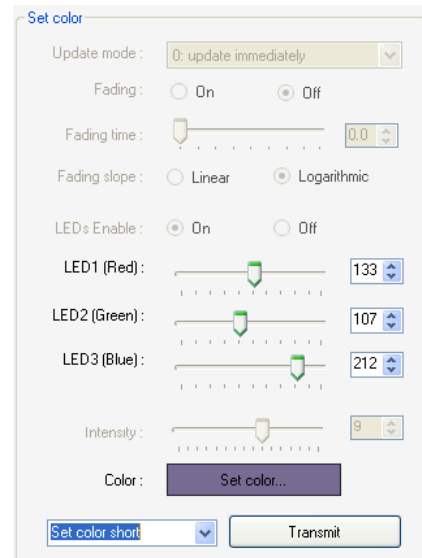 Set color
Update mode : 0: update immediately
Fading : On Off
Fading time : 0.0
Fading slope : Linear Logarithmic
LEDs Enable : On Off
LED1 (Red) : 133
LED2 (Green) : 107
LED3 (Blue) : 212
Intensity : 9
Color : Set color...
Set color short Transmit